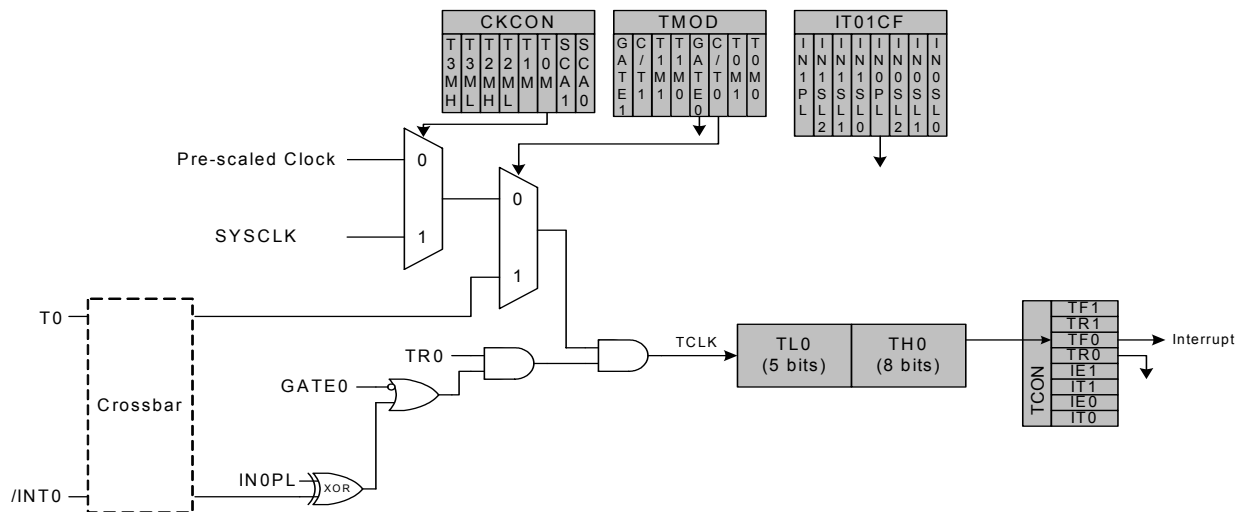 CKCON
T3MH T3ML T2MH T2ML T1M T0M SCA1 SCA0
TMOD
GATE1 C/T1 T1M1 T1M0 GATE0 C/T0 T0M1 T0M0
IT01CF
IN1PL IN1SL2 IN1SL1 IN1SL0 IN0PL IN0SL2 IN0SL1 IN0SL0
Pre-scaled Clock
0
SYSCLK
1
0
1
T0
Crossbar
/INT0
TR0
GATE0
IN0PL
XOR
TCLK
TL0
(5 bits)
TH0
(8 bits)
TCON
TF1
TR1
TF0
TR0
IE1
IT1
IE0
IT0
Interrupt